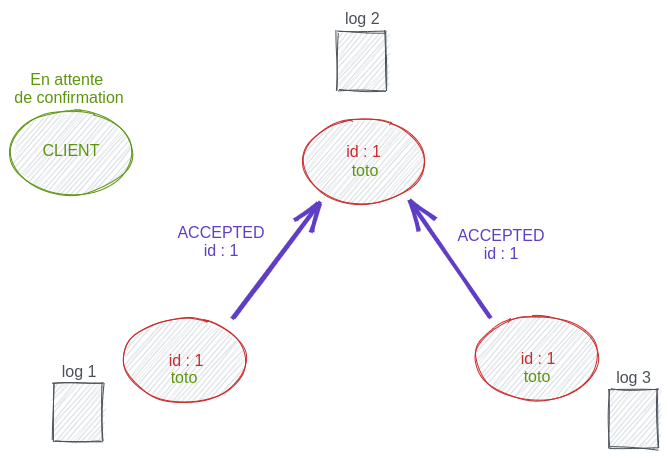 log 2
En attente
de confirmation
CLIENT
id : 1
toto
ACCEPTED
id : 1
ACCEPTED
id : 1
log 1
id : 1
toto
id : 1
toto
log 3